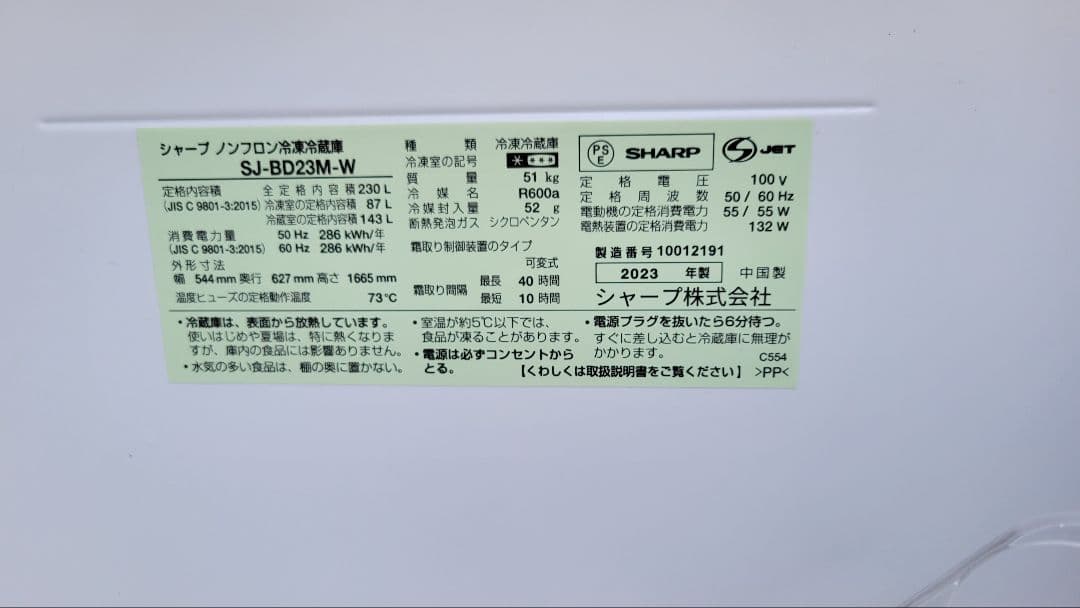 シャープ ノンフロン冷凍冷蔵庫
SJ-BD23M-W
定格内容積 全定格内容積 230 L
(JIS C 9801-3:2015) 冷凍室の定格内容積 87 L
冷蔵室の定格内容積 143 L
消費電力量 50 Hz 286 kWh/年
(JIS C 9801-3:2015) 60 Hz 286 kWh/年
外形寸法
幅 544 mm 奥行 627 mm 高さ 1665 mm
温度ヒューズの定格動作温度 73℃
種類 冷凍冷蔵庫
冷凍室の記号 * ***
質量 51 kg
冷媒名 R600a
冷媒封入量 52 g
断熱発泡ガス シクロペンタン
霜取り制御装置のタイプ
可変式
霜取り間隔 最長 40 時間
最短 10 時間
PS
E SHARP S JET
定格電圧 100 V
定格周波数 50 / 60 Hz
電動機の定格消費電力 55 / 55 W
電熱装置の定格消費電力 132 W
製造番号 10012191
2023 年製 中国製
シャープ株式会社
・冷蔵庫は、表面から放熱しています。
使いはじめや夏場は、特に熱くなりま
すが、庫内の食品には影響ありません。
・水気の多い食品は、棚の奥に置かない。
・室温が約5℃以下では、
食品が凍ることがあります。
・電源は必ずコンセントから
とる。
・電源プラグを抜いたら6分待つ。
すぐに差し込むと冷蔵庫に無理が
かかります。 C554
【くわしくは取扱説明書をご覧ください】 >PP<